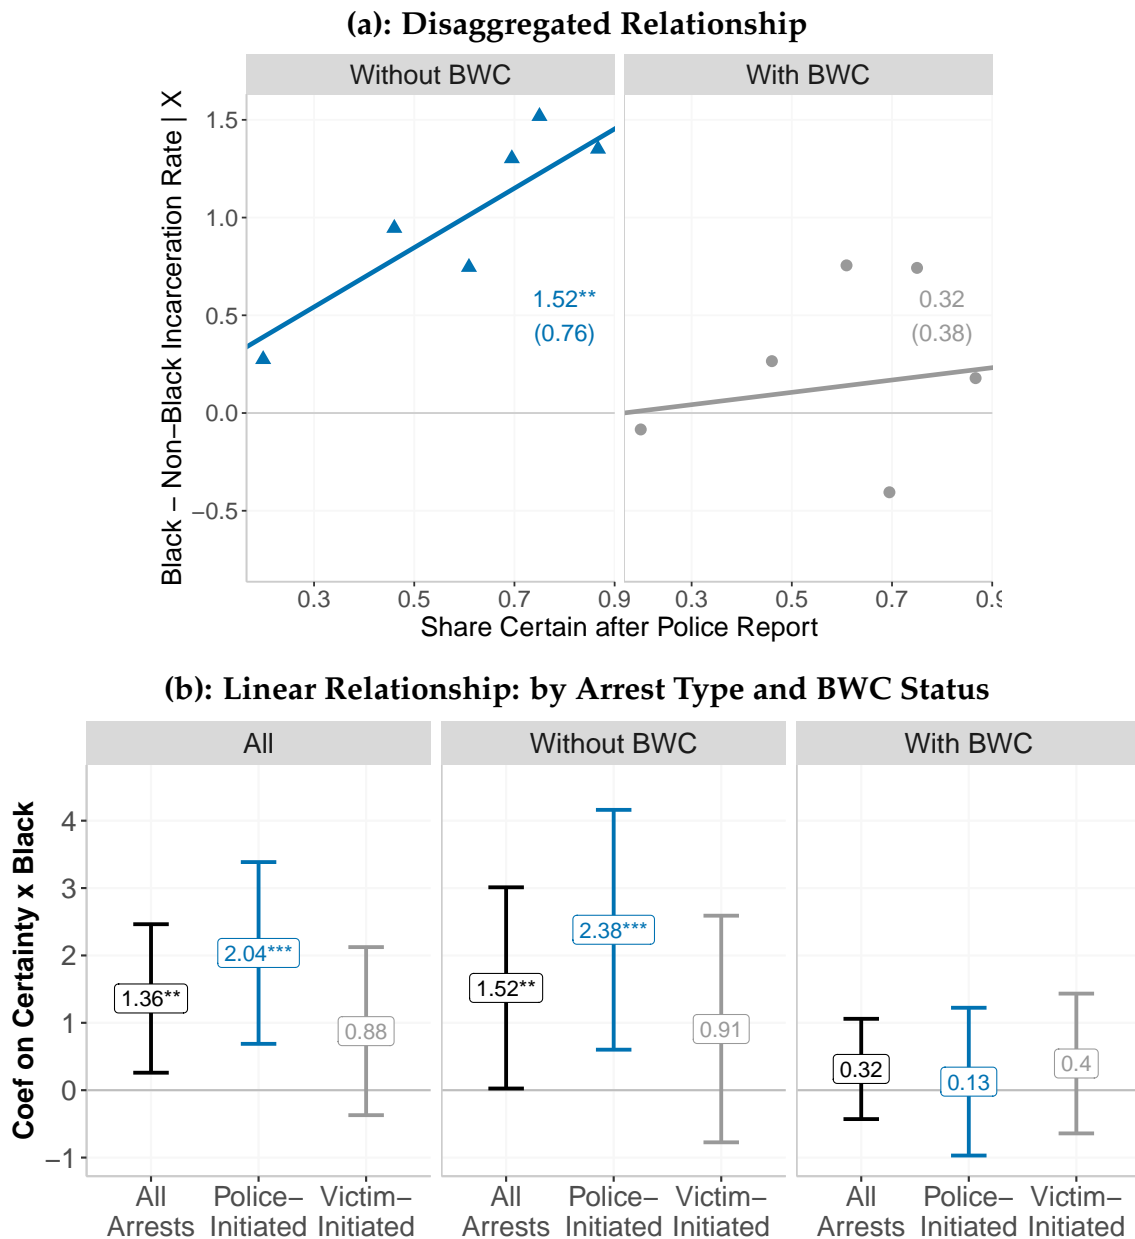 (a): Disaggregated Relationship
Without BWC
With BWC
Black − Non−Black Incarceration Rate | X
1.5
1.0
0.5
0.0
−0.5
1.52**
(0.76)
0.32
(0.38)
0.3 0.5 0.7 0.9 0.3 0.5 0.7 0.9
Share Certain after Police Report
(b): Linear Relationship: by Arrest Type and BWC Status
All
Without BWC
With BWC
Coef on Certainty x Black
4
3
2
1
0
−1
1.36**
2.04***
0.88
1.52**
2.38***
0.91
0.32
0.13
0.4
All
Arrests
Police−
Initiated
Victim−
Initiated
All
Arrests
Police−
Initiated
Victim−
Initiated
All
Arrests
Police−
Initiated
Victim−
Initiated